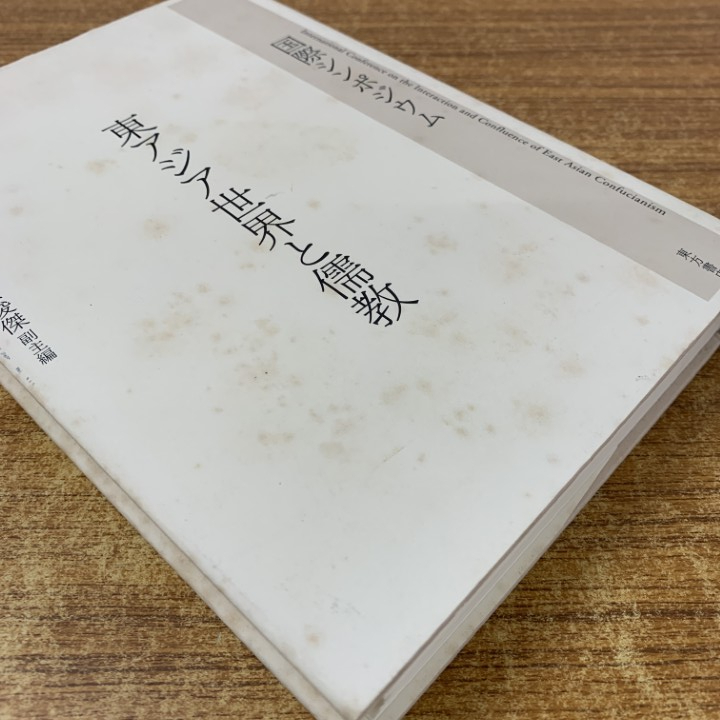 International Conference on the Interaction and Confluence of East Asian Confucianism
国際シンポジウム
東アジア世界と儒教
傑 副主編
東方書